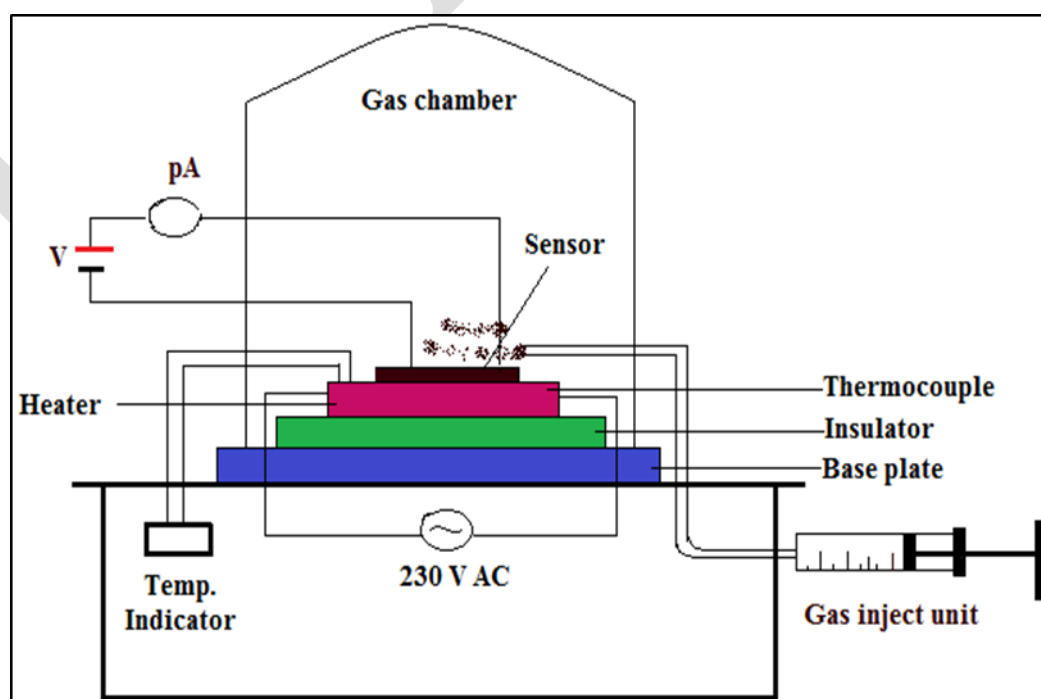 Gas chamber
pA
V
Sensor
Heater
Thermocouple
Insulator
Base plate
230 V AC
Temp.
Indicator
Gas inject unit